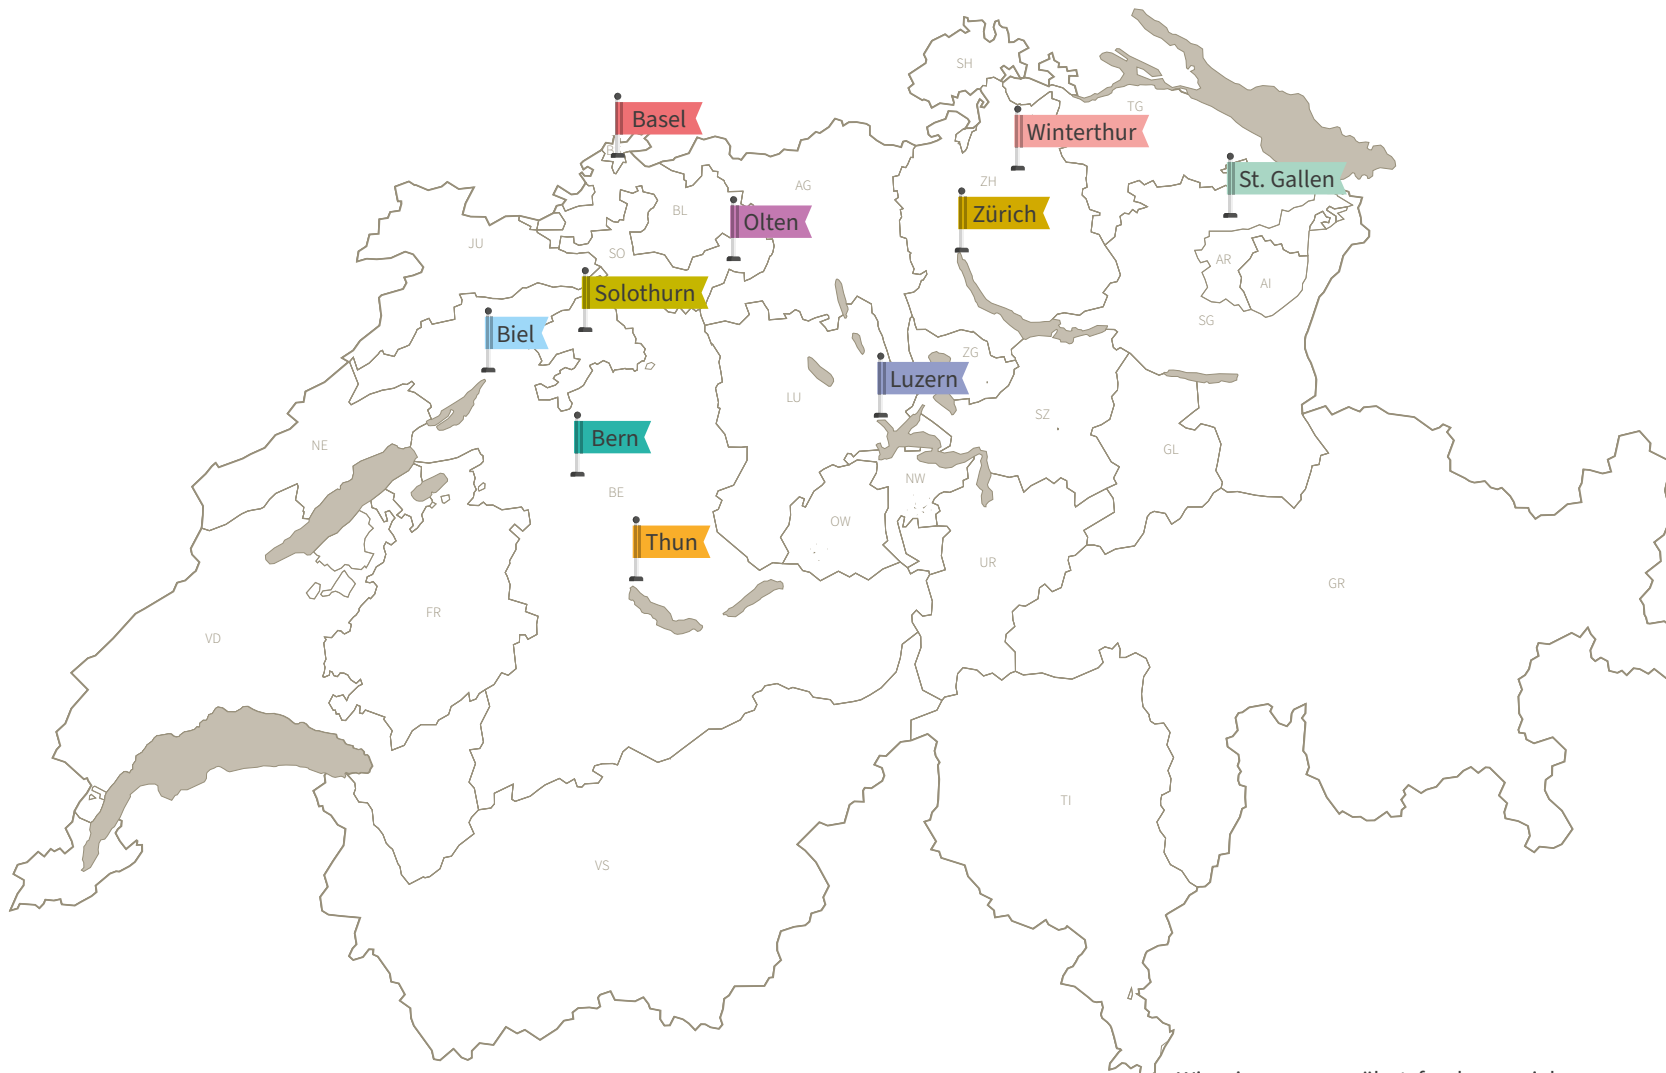 SH
Basel
TG
Winterthur
St. Gallen
AG
ZH
BL
Olten
Zürich
JU
SO
AR
AI
Solothurn
SG
Biel
ZG
Luzern
LU
SZ
Bern
NE
GL
NW
BE
OW
Thun
UR
GR
FR
VD
TI
VS